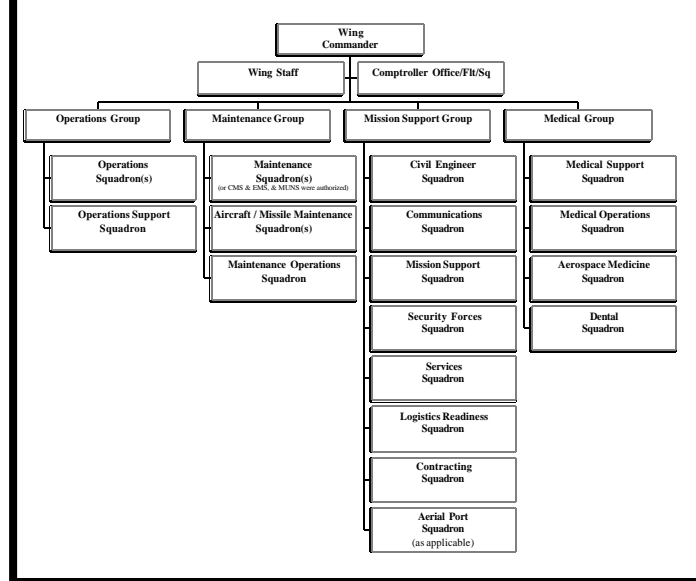 Wing
Commander
Wing Staff
Comptroller Office/Flt/Sq
Operations Group
Maintenance Group
Mission Support Group
Medical Group
Operations
Squadron(s)
Operations Support
Squadron
Maintenance
Squadron(s)
(or CMS & EMS, & MUNS were authorized)
Aircraft / Missile Maintenance
Squadron(s)
Maintenance Operations
Squadron
Civil Engineer
Squadron
Communications
Squadron
Mission Support
Squadron
Security Forces
Squadron
Services
Squadron
Logistics Readiness
Squadron
Contracting
Squadron
Aerial Port
Squadron
(as applicable)
Medical Support
Squadron
Medical Operations
Squadron
Aerospace Medicine
Squadron
Dental
Squadron